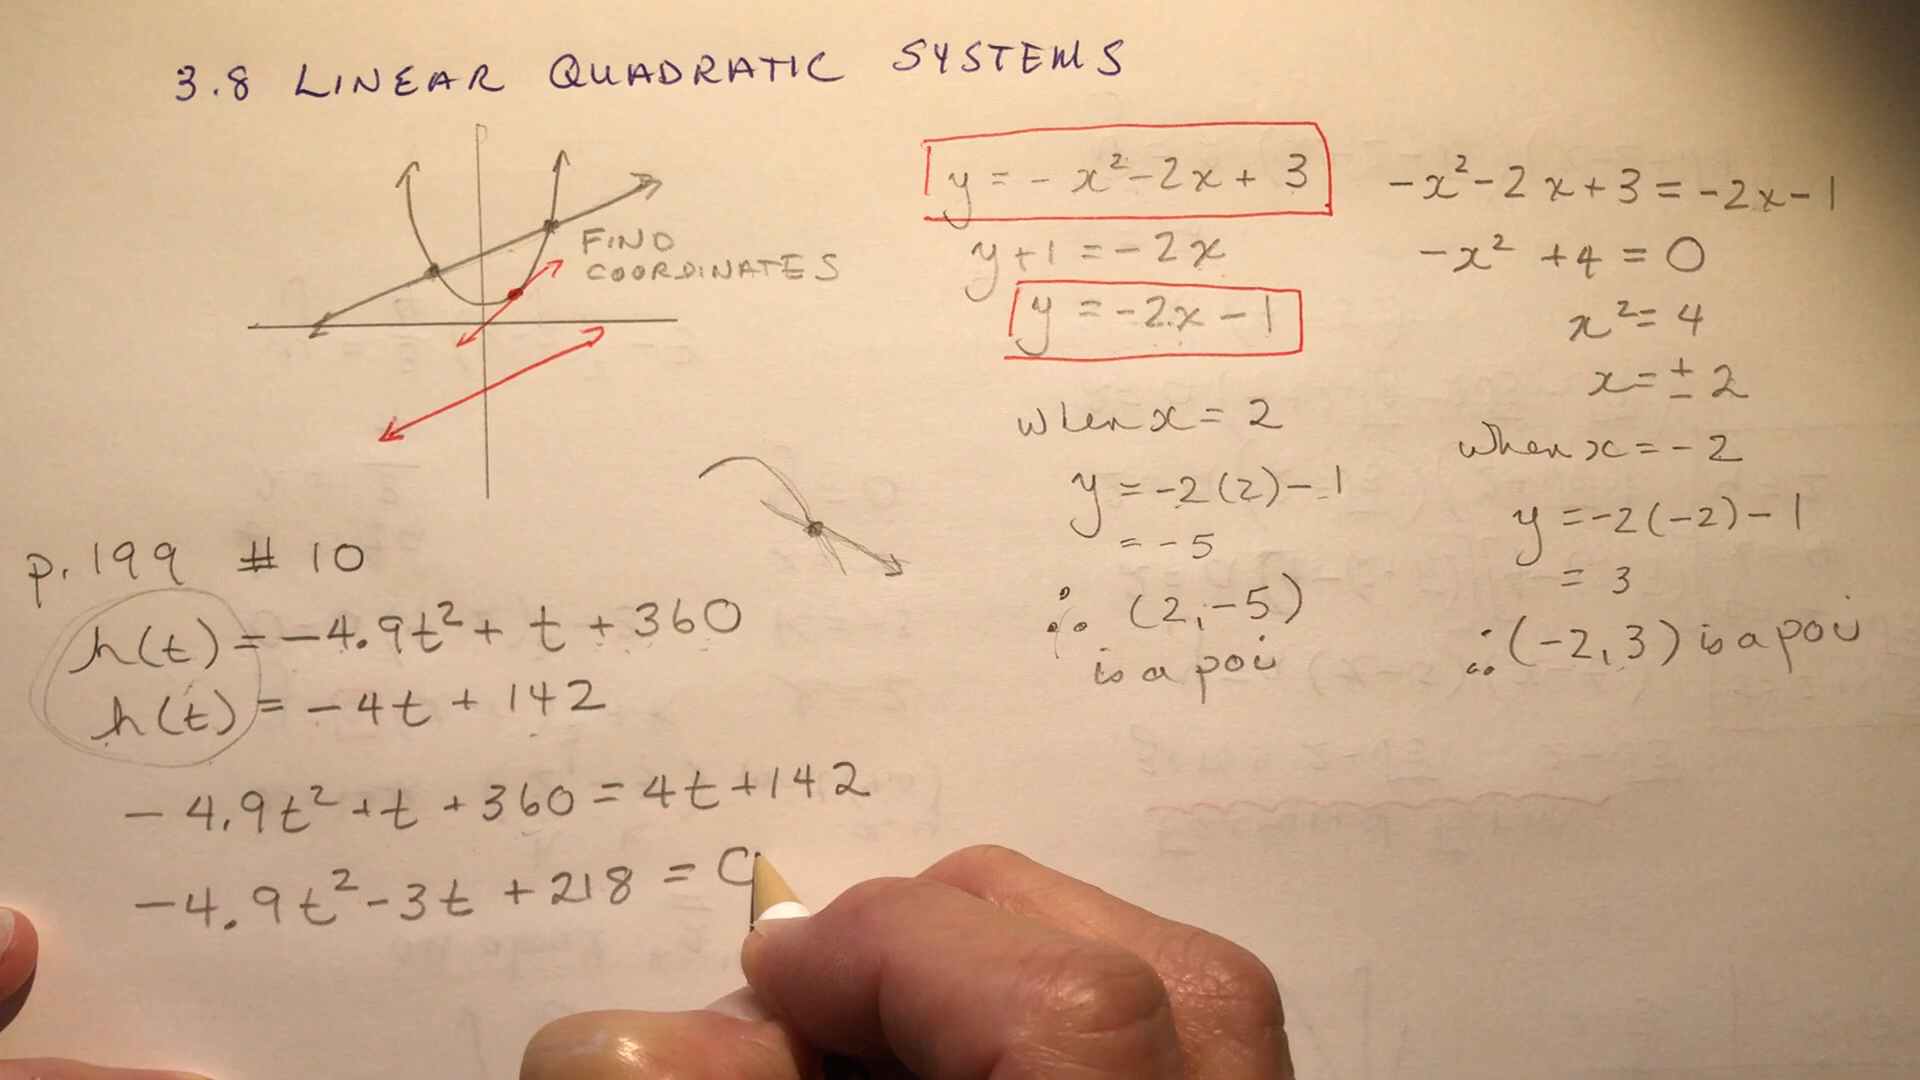 3.8 LINEAR QUADRATIC SYSTEMS
FIND
COORDINATES
y = - x² - 2x + 3
y + 1 = - 2x
y = - 2x - 1
when x = 2
y = -2(2) - 1
= - 5
∴ (2, -5)
is a poi
-x² - 2x + 3 = -2x - 1
-x² + 4 = 0
x² = 4
x = ± 2
when x = - 2
y = -2(-2) - 1
= 3
∴ (-2, 3) is a poi
p. 199 # 10
h(t) = -4.9t² + t + 360
h(t) = -4t + 142
-4.9t² + t + 360 = 4t + 142
-4.9t² - 3t + 218 =